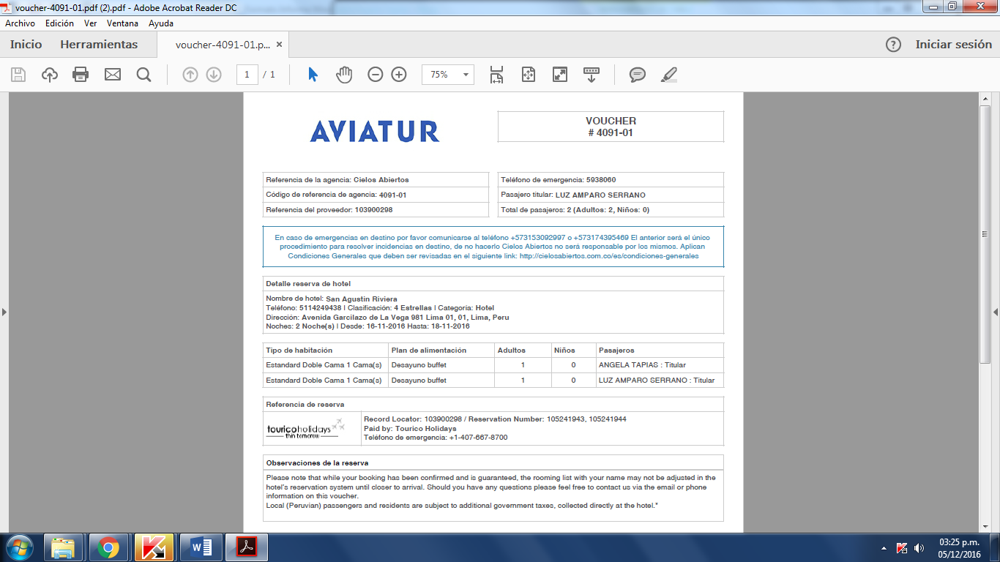 voucher-4091-01.pdf (2).pdf - Adobe Acrobat Reader DC
Archivo Edición Ver Ventana Ayuda
Inicio Herramientas voucher-4091-01.p... × ? Iniciar sesión
1 / 1 75%
AVIATUR
VOUCHER
# 4091-01
Referencia de la agencia: Cielos Abiertos
Código de referencia de agencia: 4091-01
Referencia del proveedor: 103900298
Teléfono de emergencia: 5938060
Pasajero titular: LUZ AMPARO SERRANO
Total de pasajeros: 2 (Adultos: 2, Niños: 0)
En caso de emergencias en destino por favor comunicarse al teléfono +573153092997 o +573174395469 El anterior será el único
procedimiento para resolver incidencias en destino, de no hacerlo Cielos Abiertos no será responsable por los mismos. Aplican
Condiciones Generales que deben ser revisadas en el siguiente link: http://cielosabiertos.com.co/es/condiciones-generales
Detalle reserva de hotel
Nombre de hotel: San Agustin Riviera
Teléfono: 5114249438 | Clasificación: 4 Estrellas | Categoría: Hotel
Dirección: Avenida Garcilazo de La Vega 981 Lima 01, 01, Lima, Peru
Noches: 2 Noche(s) | Desde: 16-11-2016 Hasta: 18-11-2016
Tipo de habitación Plan de alimentación Adultos Niños Pasajeros
Estandard Doble Cama 1 Cama(s) Desayuno buffet 1 0 ANGELA TAPIAS : Titular
Estandard Doble Cama 1 Cama(s) Desayuno buffet 1 0 LUZ AMPARO SERRANO : Titular
Referencia de reserva
touricoholidays
thin tomorrow
Record Locator: 103900298 / Reservation Number: 105241943, 105241944
Paid by: Tourico Holidays
Teléfono de emergencia: +1-407-667-8700
Observaciones de la reserva
Please note that while your booking has been confirmed and is guaranteed, the rooming list with your name may not be adjusted in the
hotel's reservation system until closer to arrival. Should you have any questions please feel free to contact us via the email or phone
information on this voucher.
Local (Peruvian) passengers and residents are subject to additional government taxes, collected directly at the hotel.*
03:25 p.m.
05/12/2016